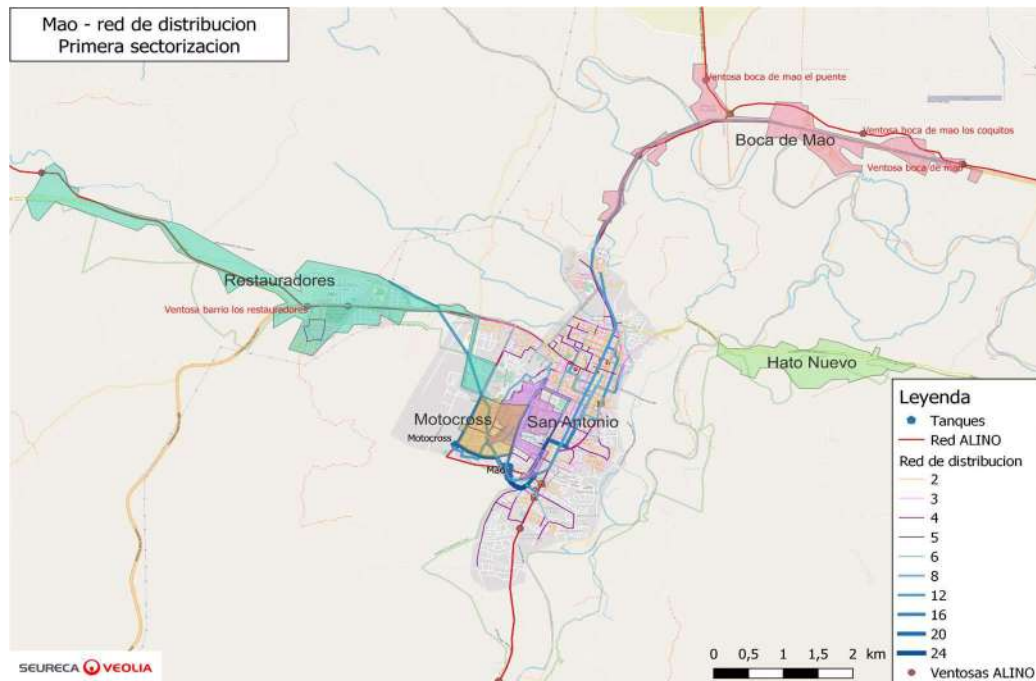 Mao - red de distribucion
Primera sectorizacion
Ventosa boca de mao el puente
Boca de Mao
Ventosa boca de mao los coquitos
Ventosa boca de mao
Restauradores
Ventosa barrio los restauradores
Hato Nuevo
Motocross
San Antonio
Motocross
Mao
Leyenda
Tanques
Red ALINO
Red de distribucion
2
3
4
5
6
8
12
16
20
24
Ventosas ALINO
0 0,5 1 1,5 2 km
SEURECA VEOLIA